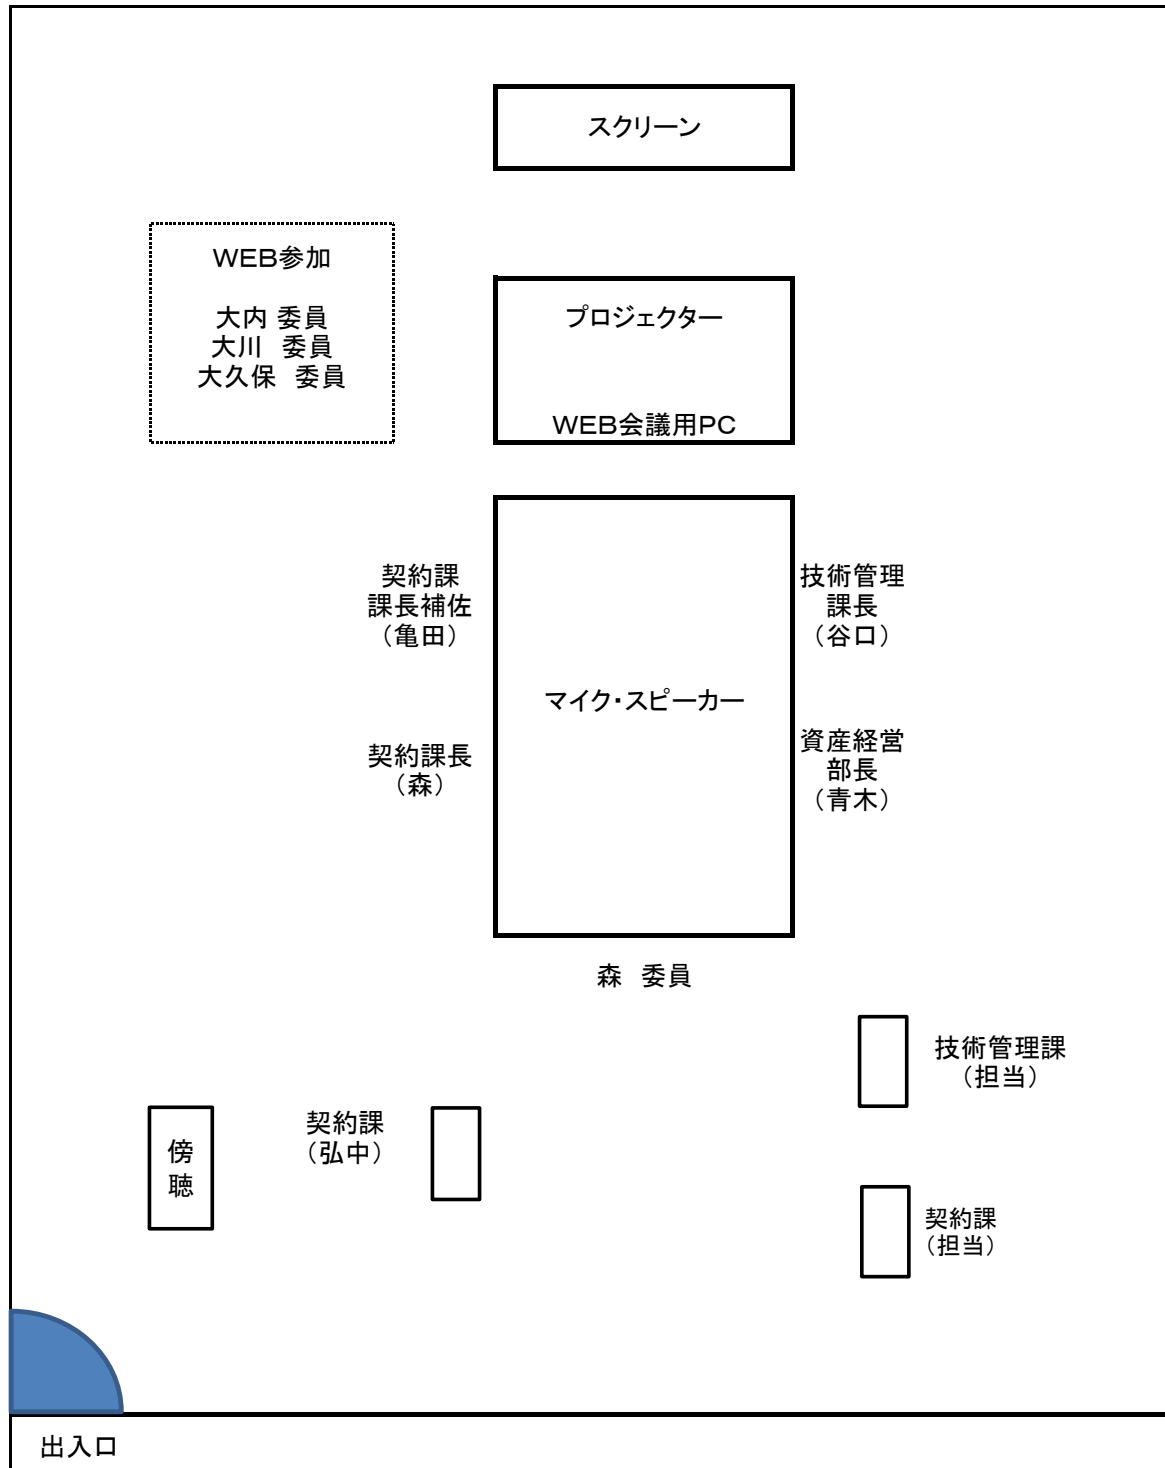 スクリーン
WEB参加
大内 委員
大川　委員
大久保　委員
プロジェクター
WEB会議用PC
契約課
課長補佐
（亀田）
技術管理
課長
（谷口）
マイク・スピーカー
契約課長
（森）
資産経営
部長
（青木）
森　委員
技術管理課
（担当）
契約課
（弘中）
傍
聴
契約課
（担当）
出入口